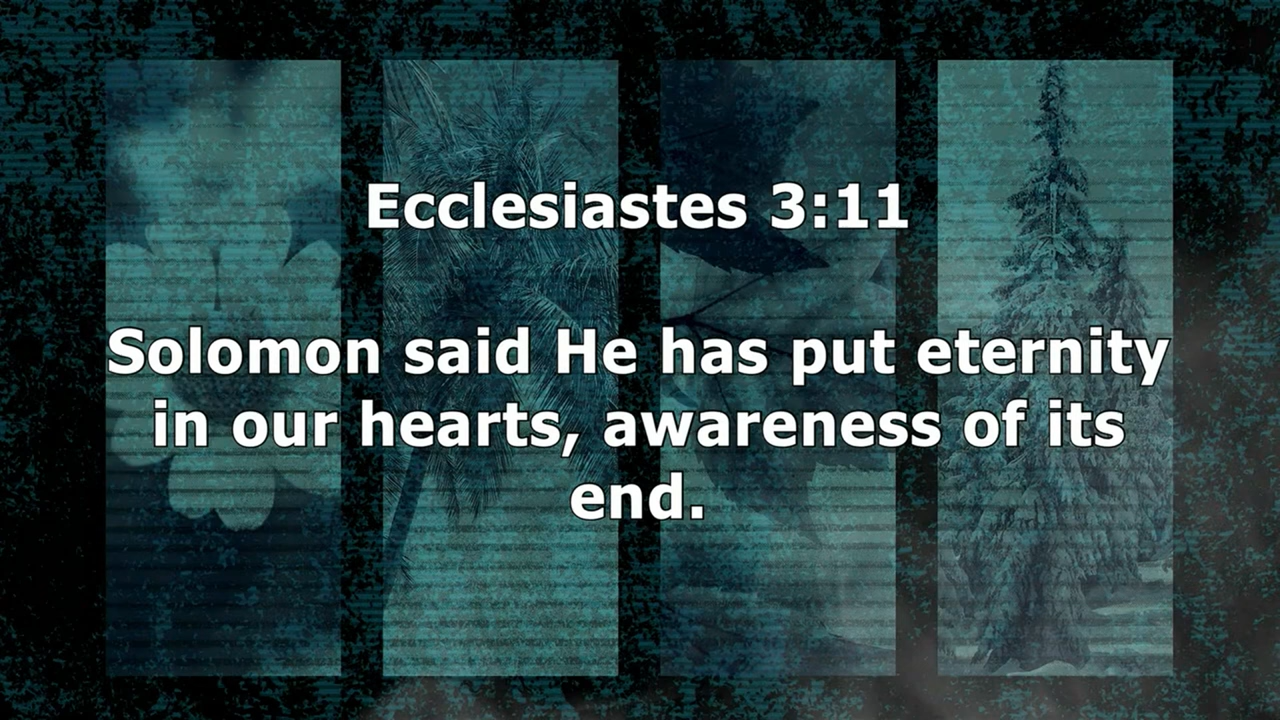 Ecclesiastes 3:11
Solomon said He has put eternity
in our hearts, awareness of its
end.